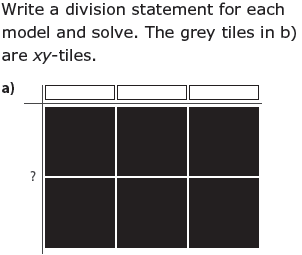 Write a division statement for each
model and solve. The grey tiles in b)
are xy-tiles.
a)
?